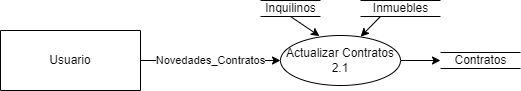 Inquilinos
Inmuebles
Usuario
Novedades_Contratos
Actualizar Contratos
2.1
Contratos